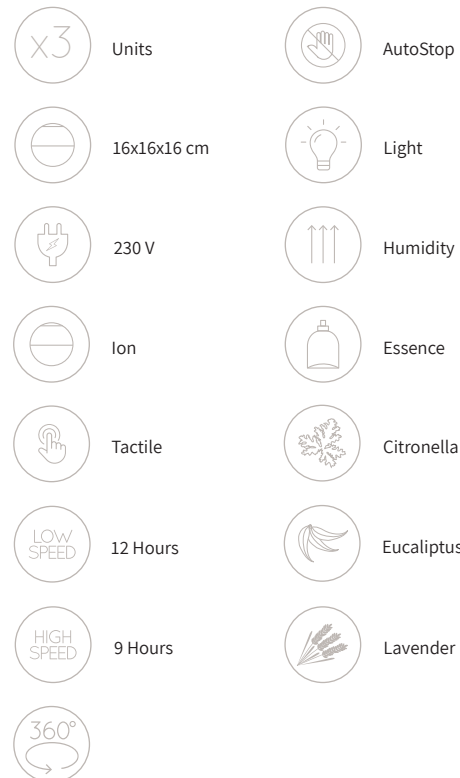 x3
Units
16x16x16 cm
230 V
Ion
Tactile
LOW
SPEED
12 Hours
HIGH
SPEED
9 Hours
360°
AutoStop
Light
Humidity
Essence
Citronella
Eucaliptus
Lavender